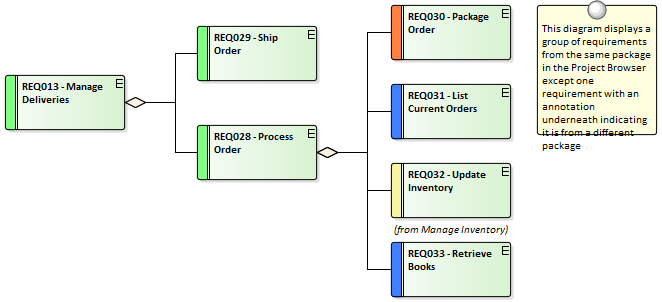 REQ013 - Manage
Deliveries
REQ029 - Ship
Order
REQ028 - Process
Order
REQ030 - Package
Order
REQ031 - List
Current Orders
REQ032 - Update
Inventory
(from Manage Inventory)
REQ033 - Retrieve
Books
This diagram displays a
group of requirements
from the same package
in the Project Browser
except one
requirement with an
annotation
underneath indicating
it is from a different
package